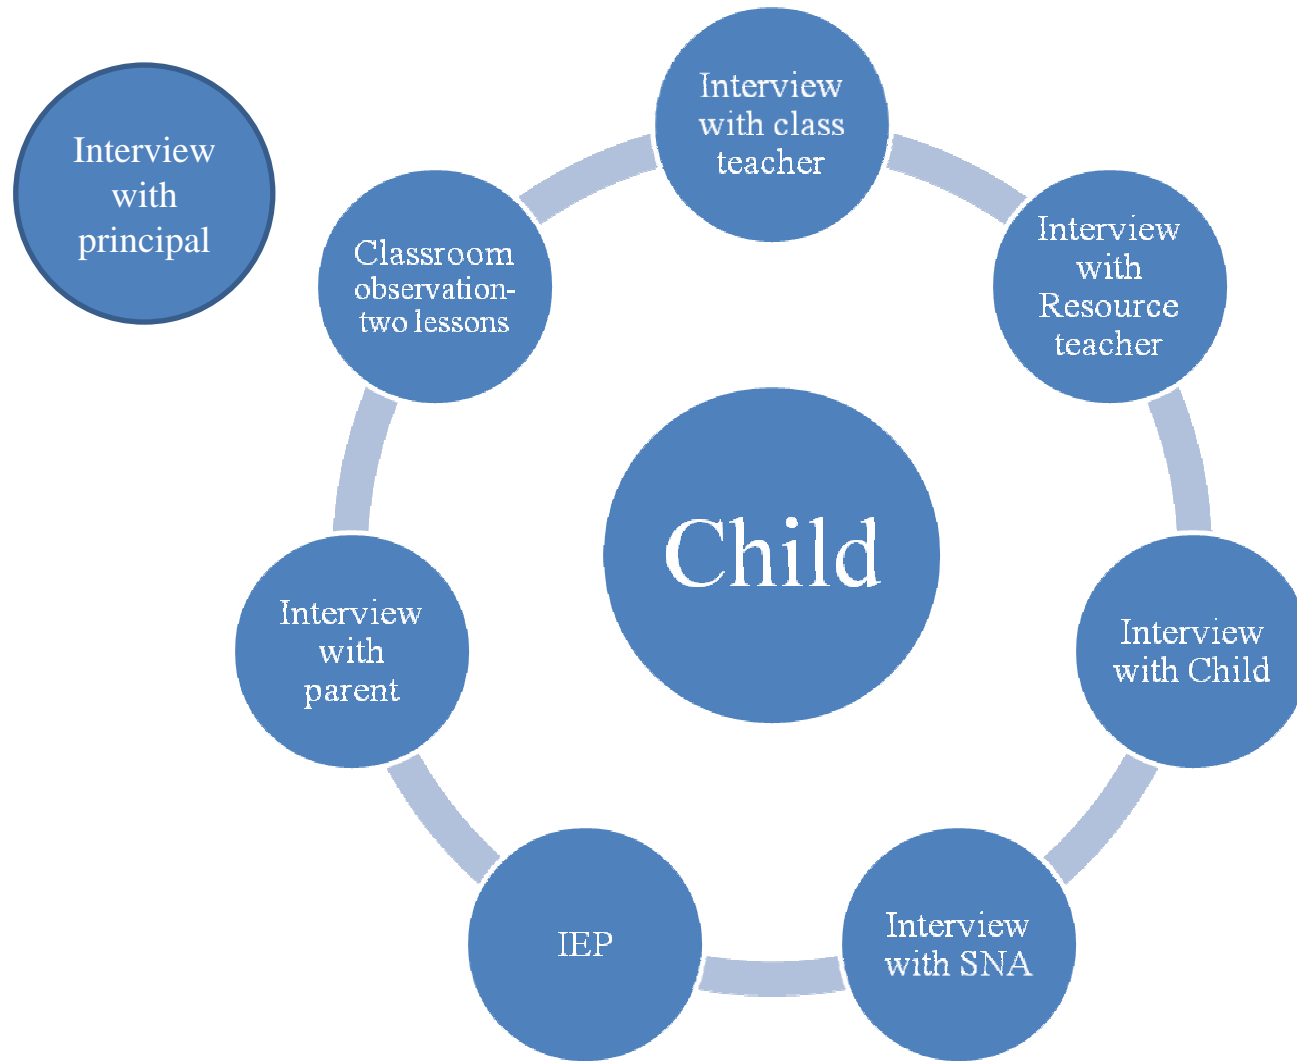 Interview
with
principal
Interview
with class
teacher
Classroom
observation-
two lessons
Interview
with
Resource
teacher
Child
Interview
with
parent
Interview
with Child
IEP
Interview
with SNA